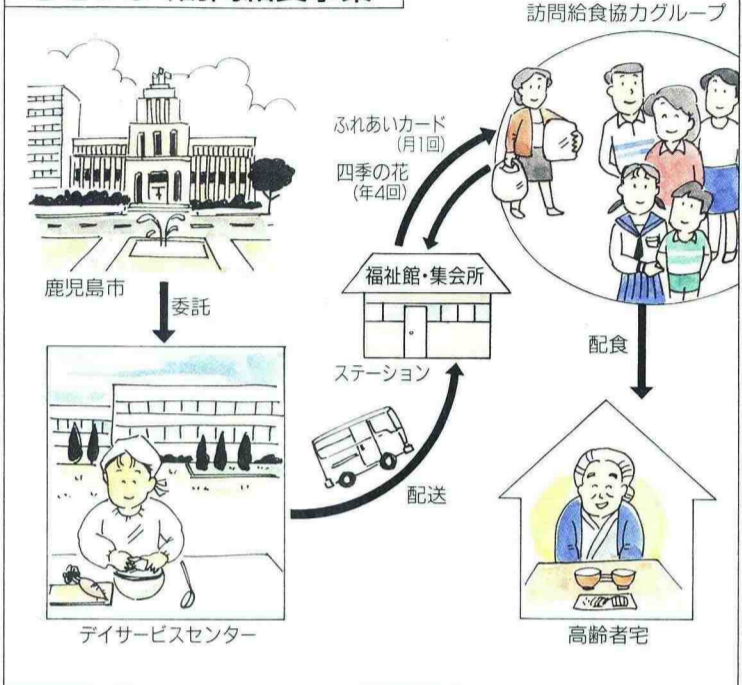 訪問給食協力グループ
ふれあいカード
(月1回)
四季の花
(年4回)
鹿児島市
委託
福祉館・集会所
ステーション
配食
配送
デイサービスセンター
高齢者宅